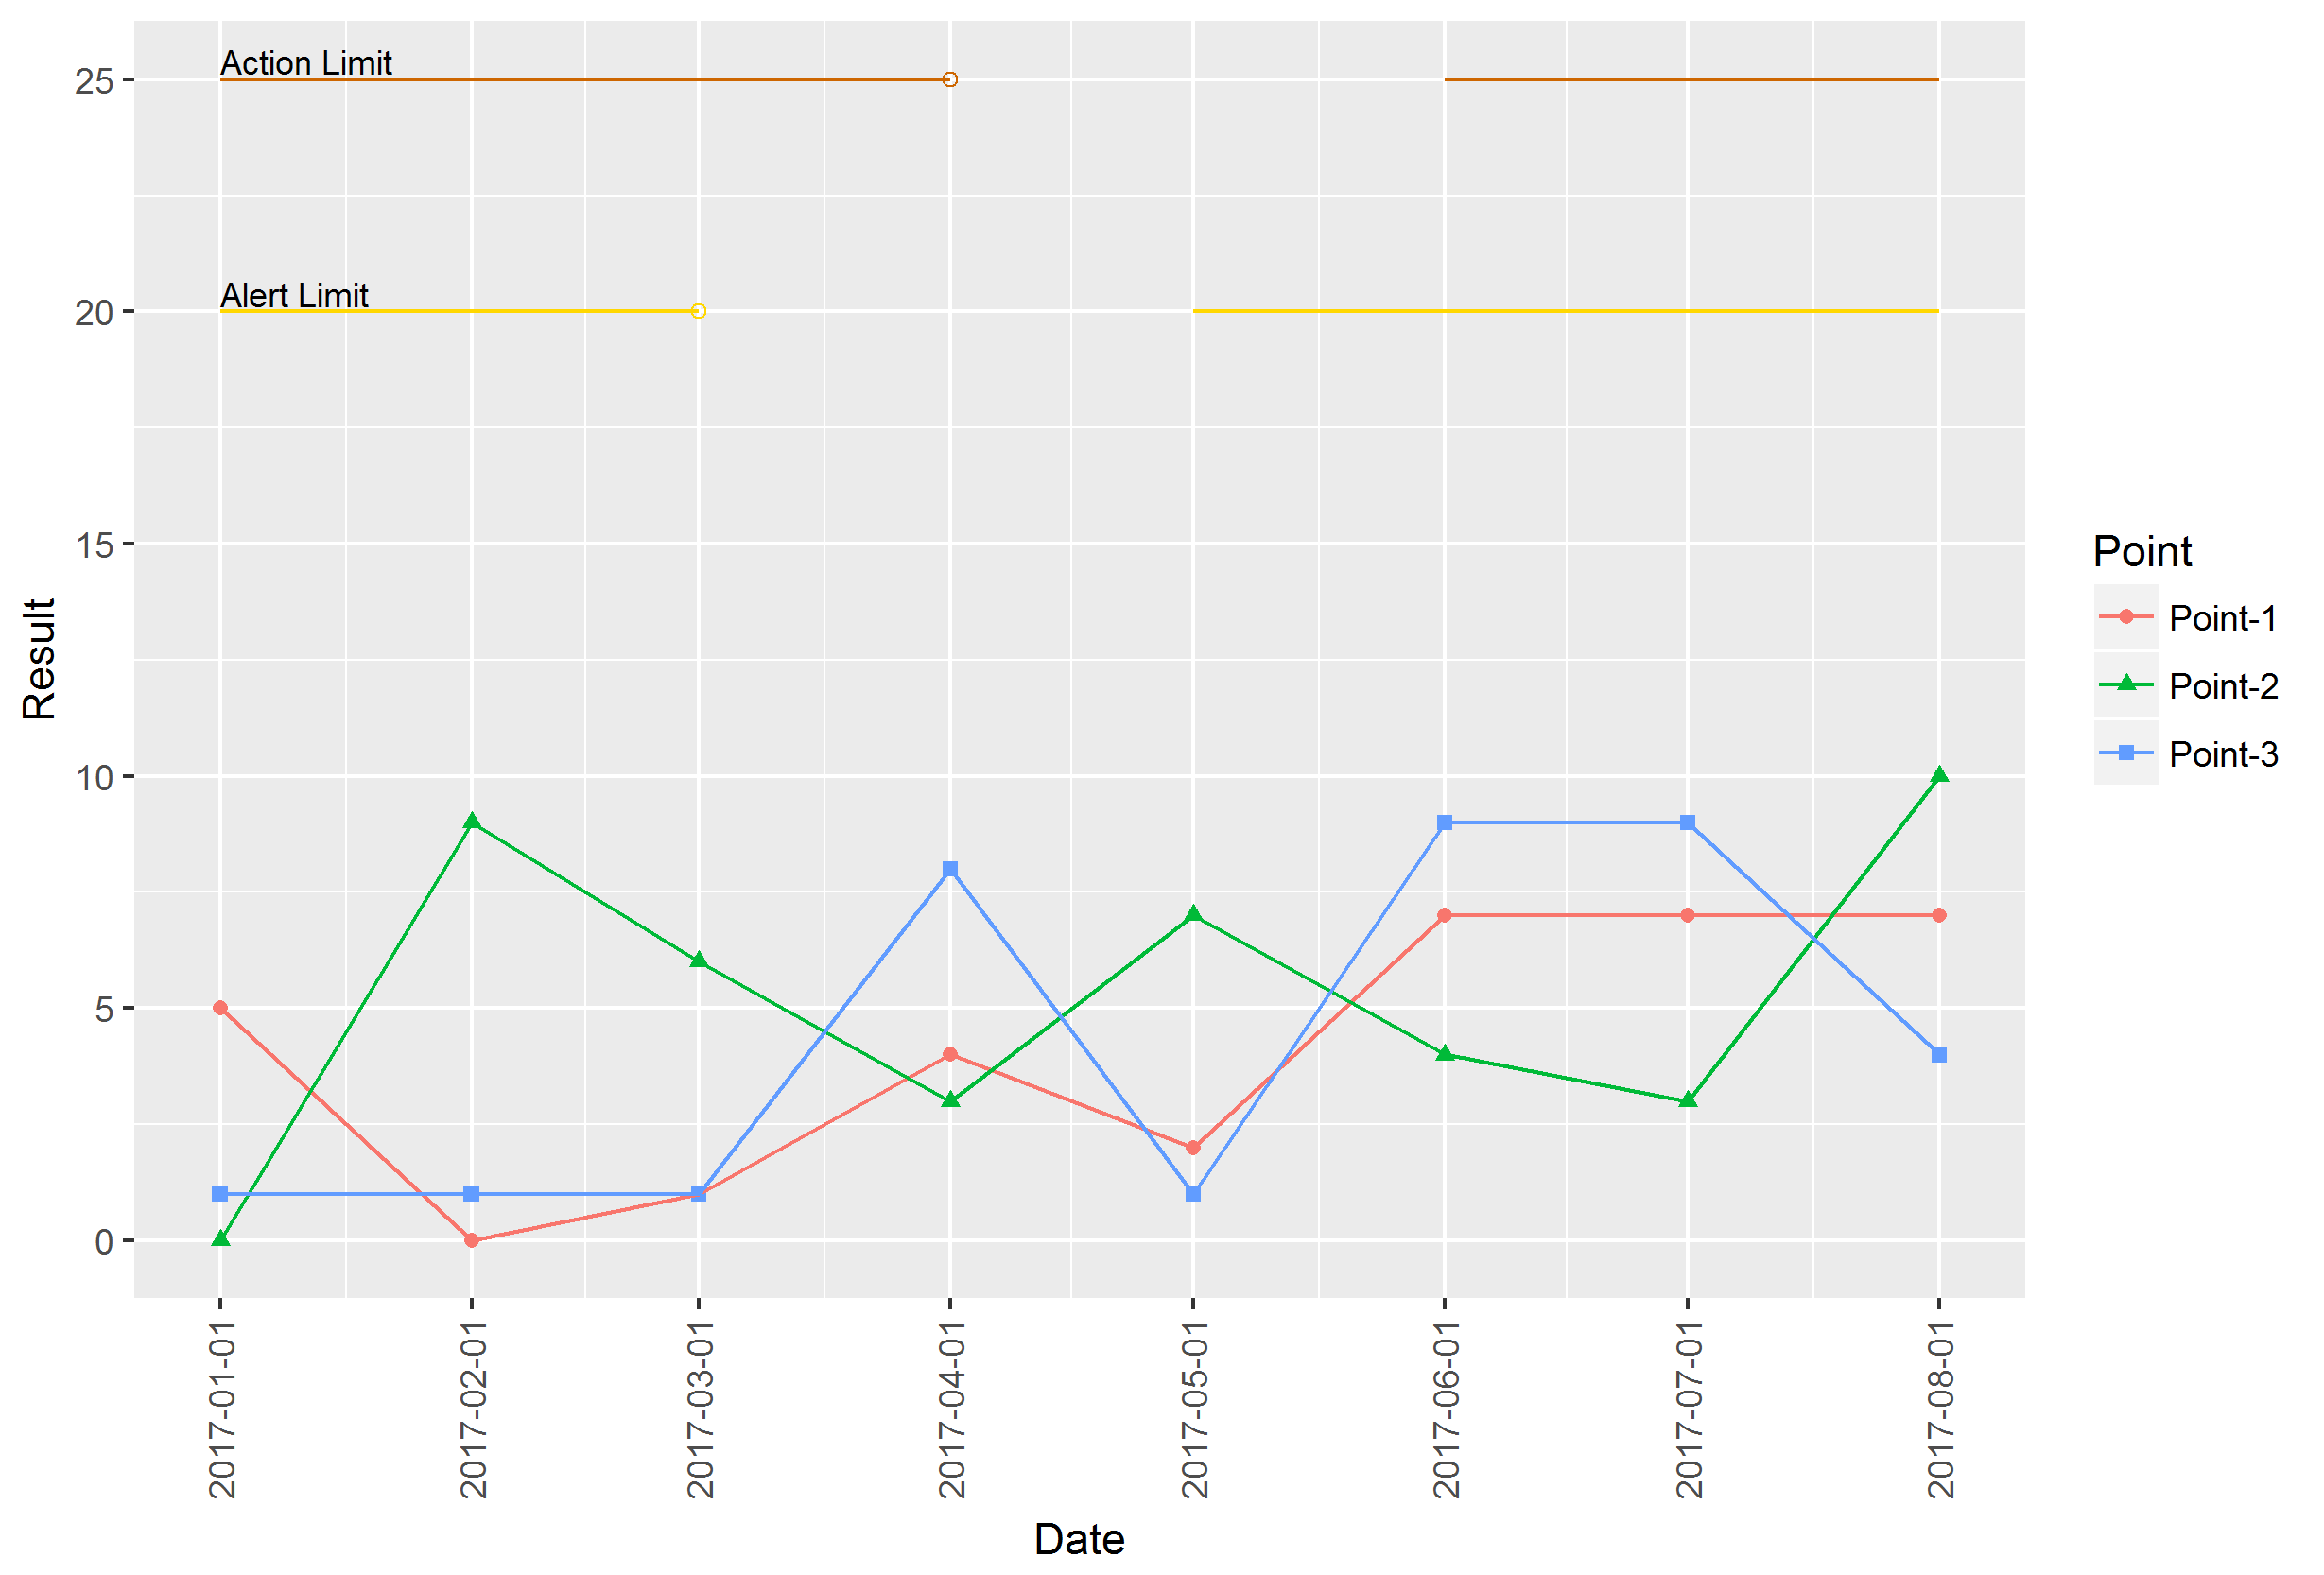 Action Limit
Alert Limit
25
20
15
10
5
0
Result
2017-01-01
2017-02-01
2017-03-01
2017-04-01
2017-05-01
2017-06-01
2017-07-01
2017-08-01
Date
Point
Point-1
Point-2
Point-3